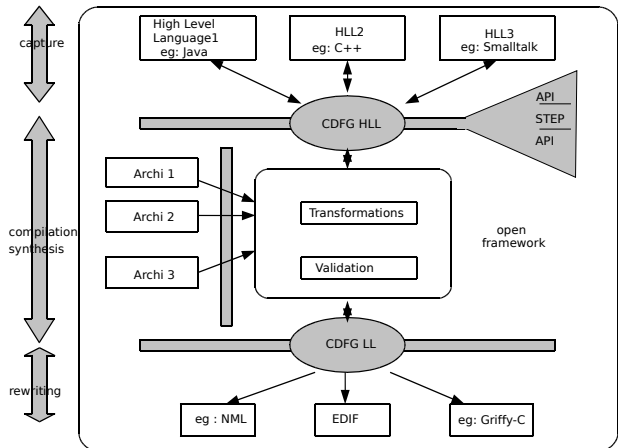 capture
High Level
Language1
eg: Java
HLL2
eg: C++
HLL3
eg: Smalltalk
CDFG HLL
API
STEP
API
compilation
synthesis
Archi 1
Archi 2
Archi 3
Transformations
Validation
open
framework
CDFG LL
rewriting
eg : NML
EDIF
eg: Griffy-C